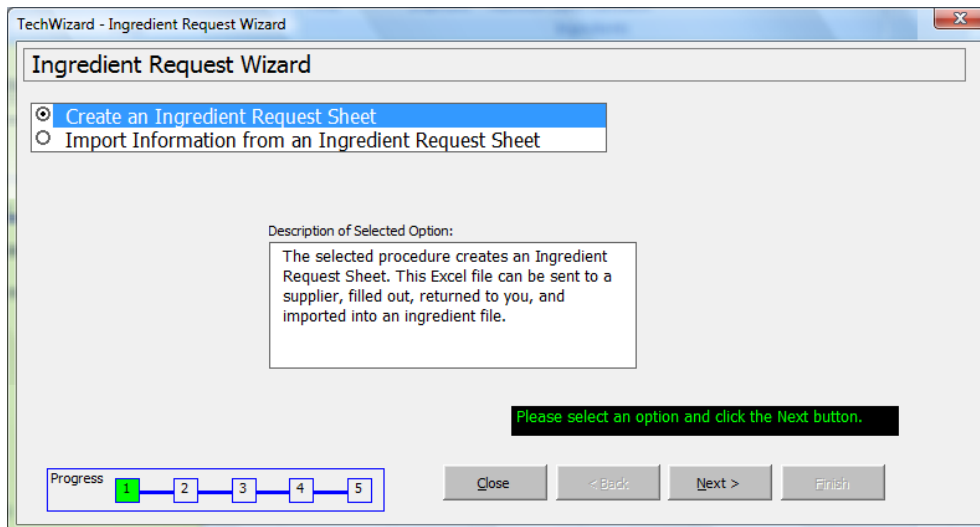 TechWizard - Ingredient Request Wizard
Ingredient Request Wizard
Create an Ingredient Request Sheet
Import Information from an Ingredient Request Sheet
Description of Selected Option:
The selected procedure creates an Ingredient
Request Sheet. This Excel file can be sent to a
supplier, filled out, returned to you, and
imported into an ingredient file.
Please select an option and click the Next button.
Progress 1 2 3 4 5
Close < Back Next > Finish